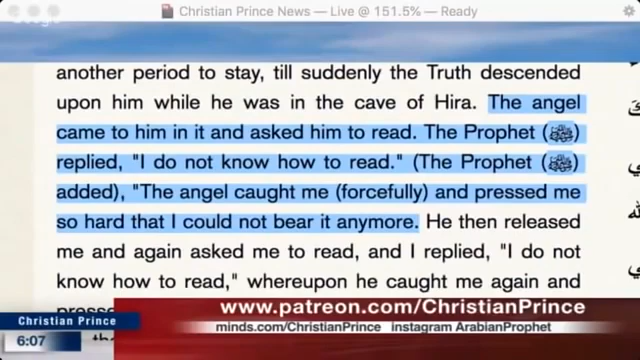 Christian Prince News — Live @ 151.5% — Ready
another period to stay, till suddenly the Truth descended
upon him while he was in the cave of Hira. The angel
came to him in it and asked him to read. The Prophet (ﷺ)
replied, "I do not know how to read." (The Prophet (ﷺ)
added), "The angel caught me (forcefully) and pressed me
so hard that I could not bear it anymore. He then released
me and again asked me to read, and I replied, "I do not
know how to read," whereupon he caught me again and
www.patreon.com/ChristianPrince
Christian Prince
minds.com/ChristianPrince instagram ArabianProphet
6:07